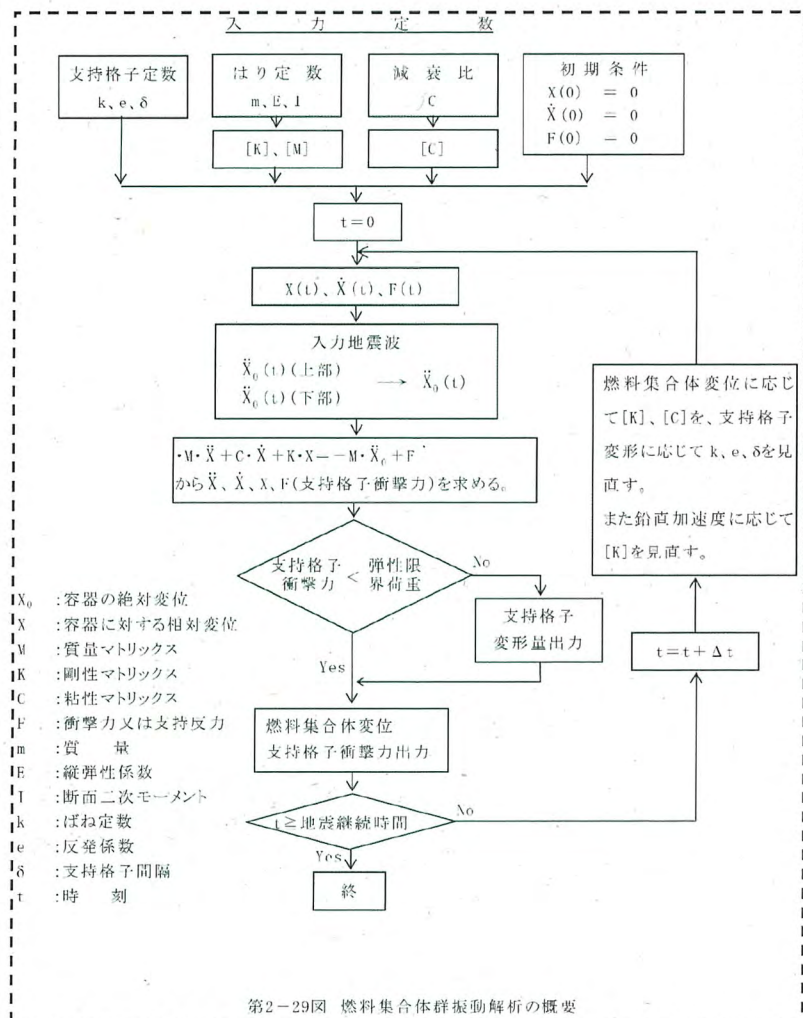 入力定数
支持格子定数
k、e、δ
はり定数
m、E、I
減衰比
C
初期条件
X(0) = 0
Ẋ(0) = 0
F(0) - 0
[K]、[M]
[C]
t=0
X(t)、Ẋ(t)、F(t)
入力地震波
Ẍ₀(t)(上部)
Ẍ₀(t)(下部)
→ Ẍ₀(t)
・M・Ẍ+C・Ẋ+K・X=-M・Ẍ₀+F
からẌ、Ẋ、X、F(支持格子衝撃力)を求める。
支持格子
衝撃力
<
弾性限
界荷重
No
支持格子
変形量出力
Yes
燃料集合体変位
支持格子衝撃力出力
t≧地震継続時間
No
Yes
終
t=t+Δt
燃料集合体変位に応じ
て[K]、[C]を、支持格子
変形に応じてk、e、δを見
直す。
また鉛直加速度に応じて
[K]を見直す。
X₀ :容器の絶対変位
X :容器に対する相対変位
M :質量マトリックス
K :剛性マトリックス
C :粘性マトリックス
F :衝撃力又は支持反力
m :質 量
E :縦弾性係数
I :断面二次モーメント
k :ばね定数
e :反発係数
δ :支持格子間隔
t :時 刻
第2-29図 燃料集合体群振動解析の概要